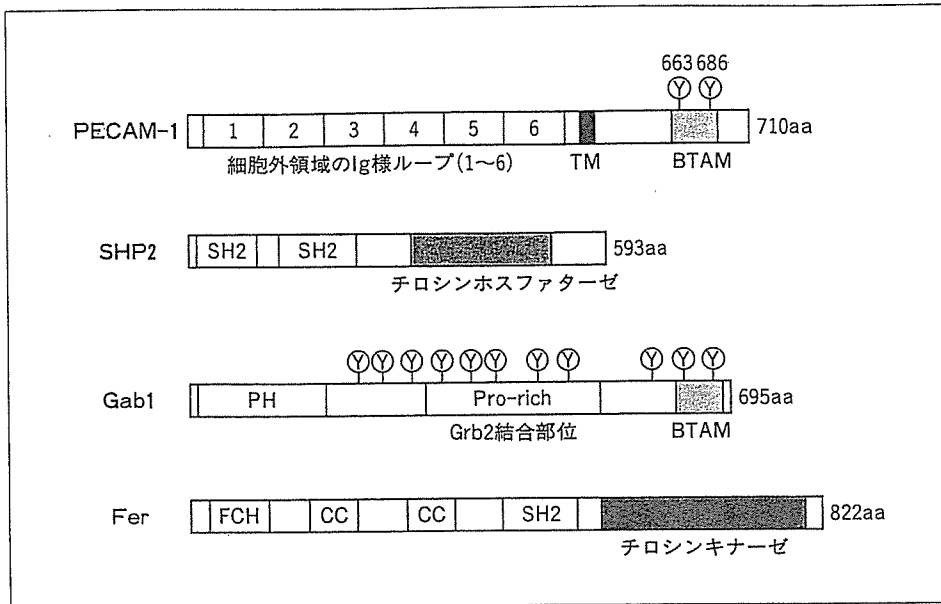 663 686
Ⓨ Ⓨ
PECAM-1 1 2 3 4 5 6 710aa
細胞外領域のIg様ループ(1〜6) TM BTAM
SHP2 SH2 SH2 593aa
チロシンホスファターゼ
Ⓨ Ⓨ Ⓨ Ⓨ Ⓨ Ⓨ Ⓨ Ⓨ Ⓨ Ⓨ Ⓨ
Gab1 PH Pro-rich 695aa
Grb2結合部位 BTAM
Fer FCH CC CC SH2 822aa
チロシンキナーゼ